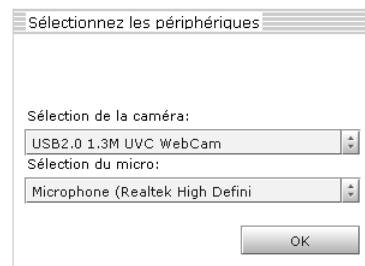 Sélectionnez les périphériques
Sélection de la caméra:
USB2.0 1.3M UVC WebCam
Sélection du micro:
Microphone (Realtek High Defini
OK